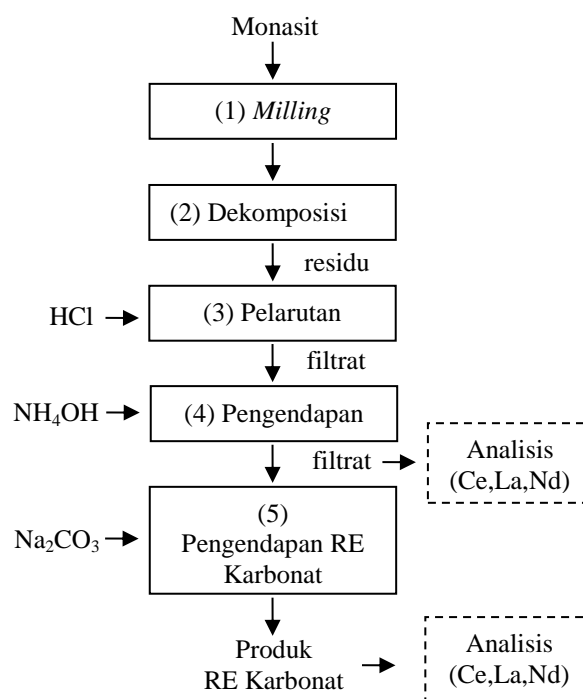 Monasit
(1) Milling
(2) Dekomposisi
residu
HCl
(3) Pelarutan
filtrat
NH₄OH
(4) Pengendapan
filtrat
Analisis
(Ce,La,Nd)
Na₂CO₃
(5)
Pengendapan RE
Karbonat
Produk
RE Karbonat
Analisis
(Ce,La,Nd)